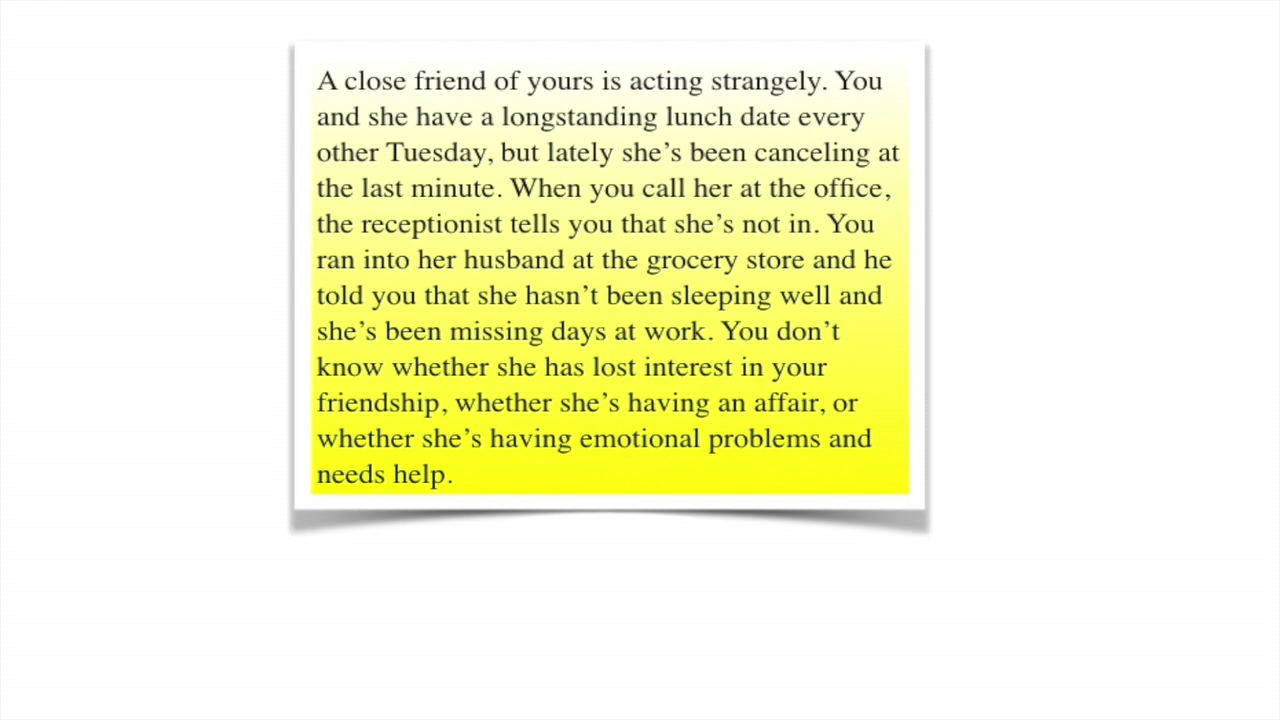 A close friend of yours is acting strangely. You
and she have a longstanding lunch date every
other Tuesday, but lately she’s been canceling at
the last minute. When you call her at the office,
the receptionist tells you that she’s not in. You
ran into her husband at the grocery store and he
told you that she hasn’t been sleeping well and
she’s been missing days at work. You don’t
know whether she has lost interest in your
friendship, whether she’s having an affair, or
whether she’s having emotional problems and
needs help.